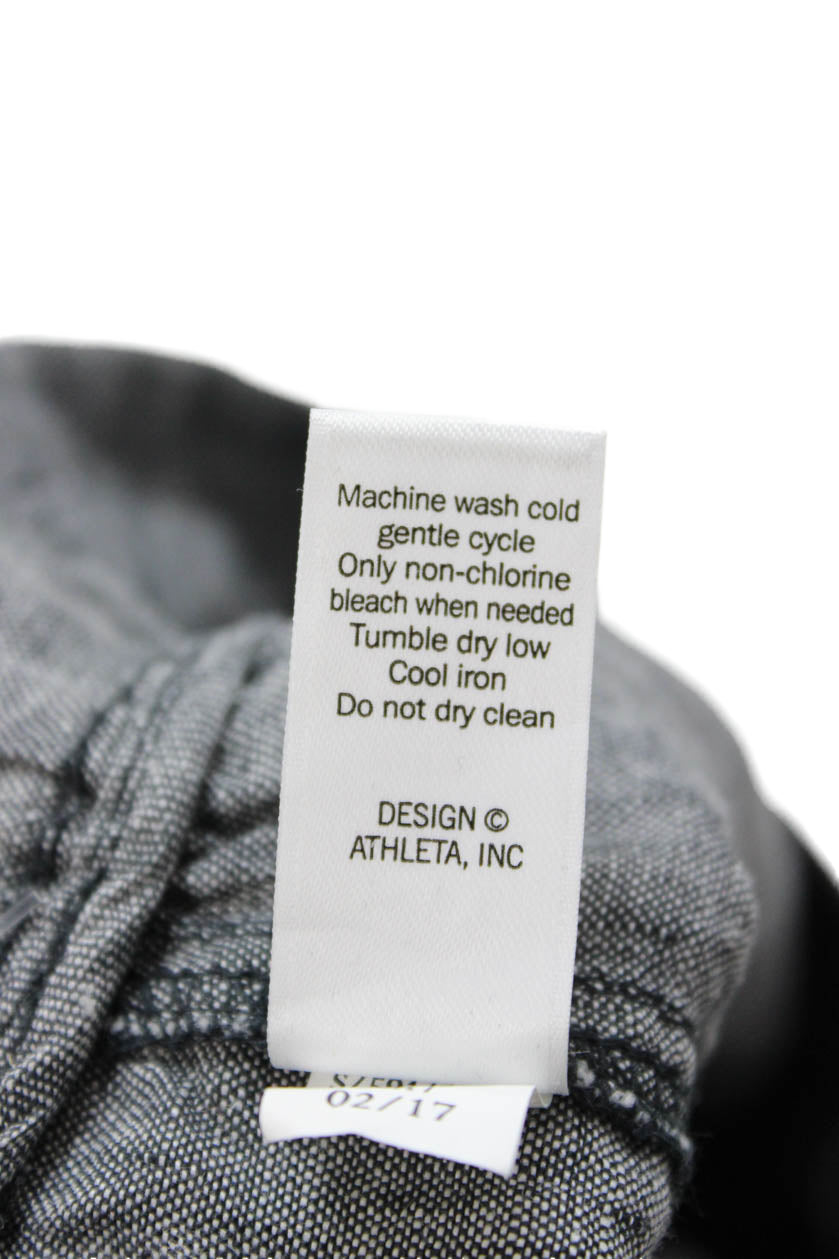 Machine wash cold
gentle cycle
Only non-chlorine
bleach when needed
Tumble dry low
Cool iron
Do not dry clean
DESIGN ©
ATHLETA, INC
02/17